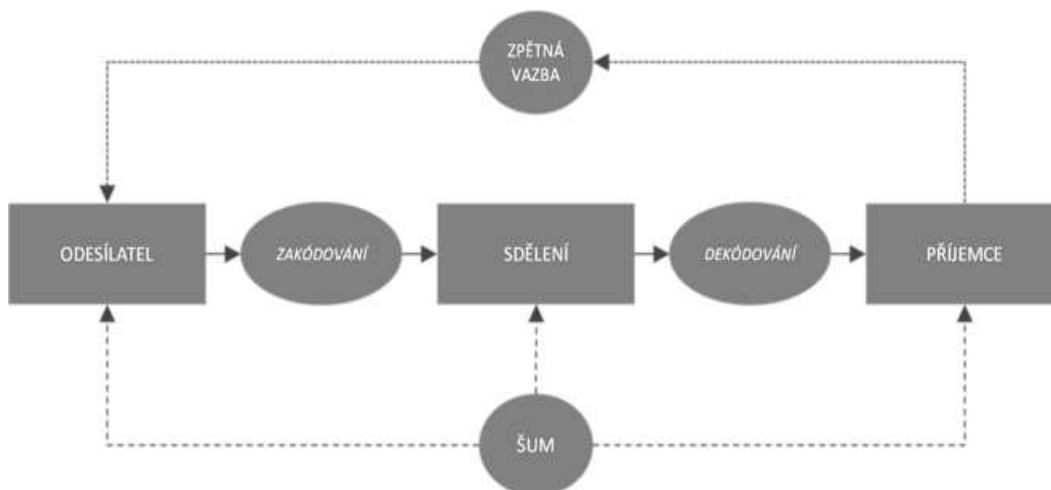 ZPĚTNÁ
VAZBA
ODESÍLATEL
ZAKÓDOVÁNÍ
SDĚLENÍ
DEKÓDOVÁNÍ
PŘÍJEMCE
ŠUM